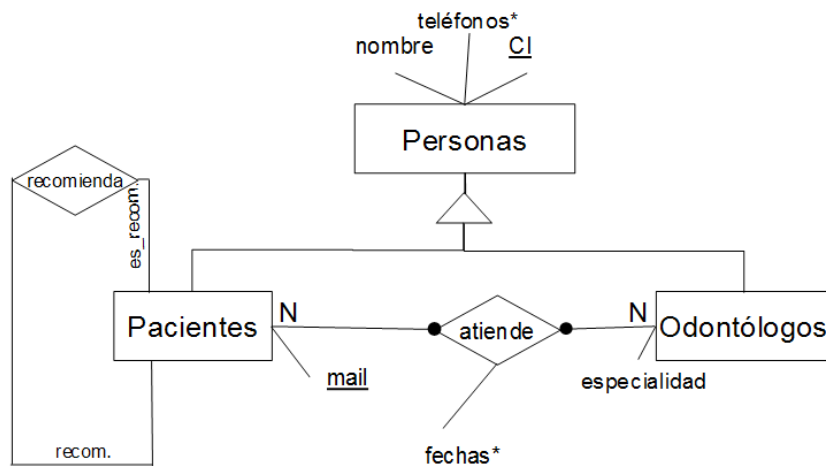 teléfonos*
nombre
CI
Personas
recomienda
es_recom.
Pacientes
N
atiende
N
Odontólogos
mail
especialidad
recom.
fechas*